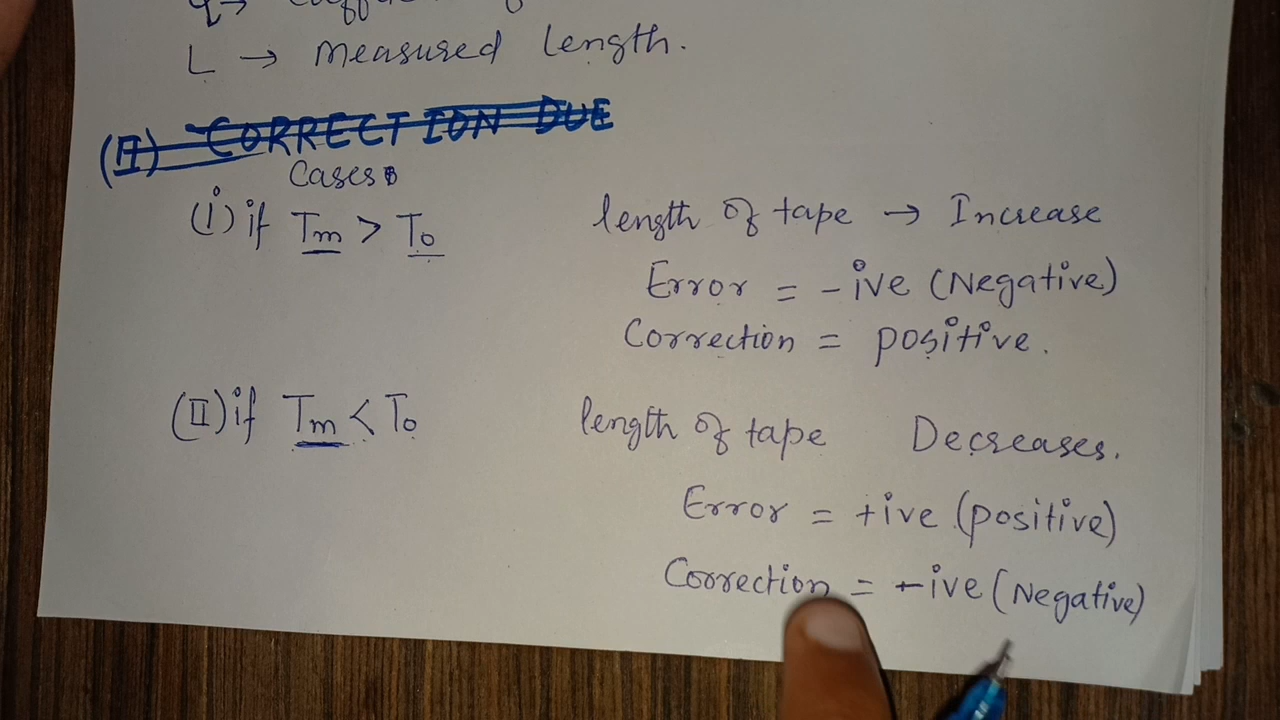 L → Measured length.
(II) CORRECTION DUE
Cases
(I) if Tm > To
length of tape → Increase
Error = -ive (Negative)
Correction = positive.
(II) if Tm < To
length of tape Decreases.
Error = +ive (positive)
Correction = -ive (Negative)